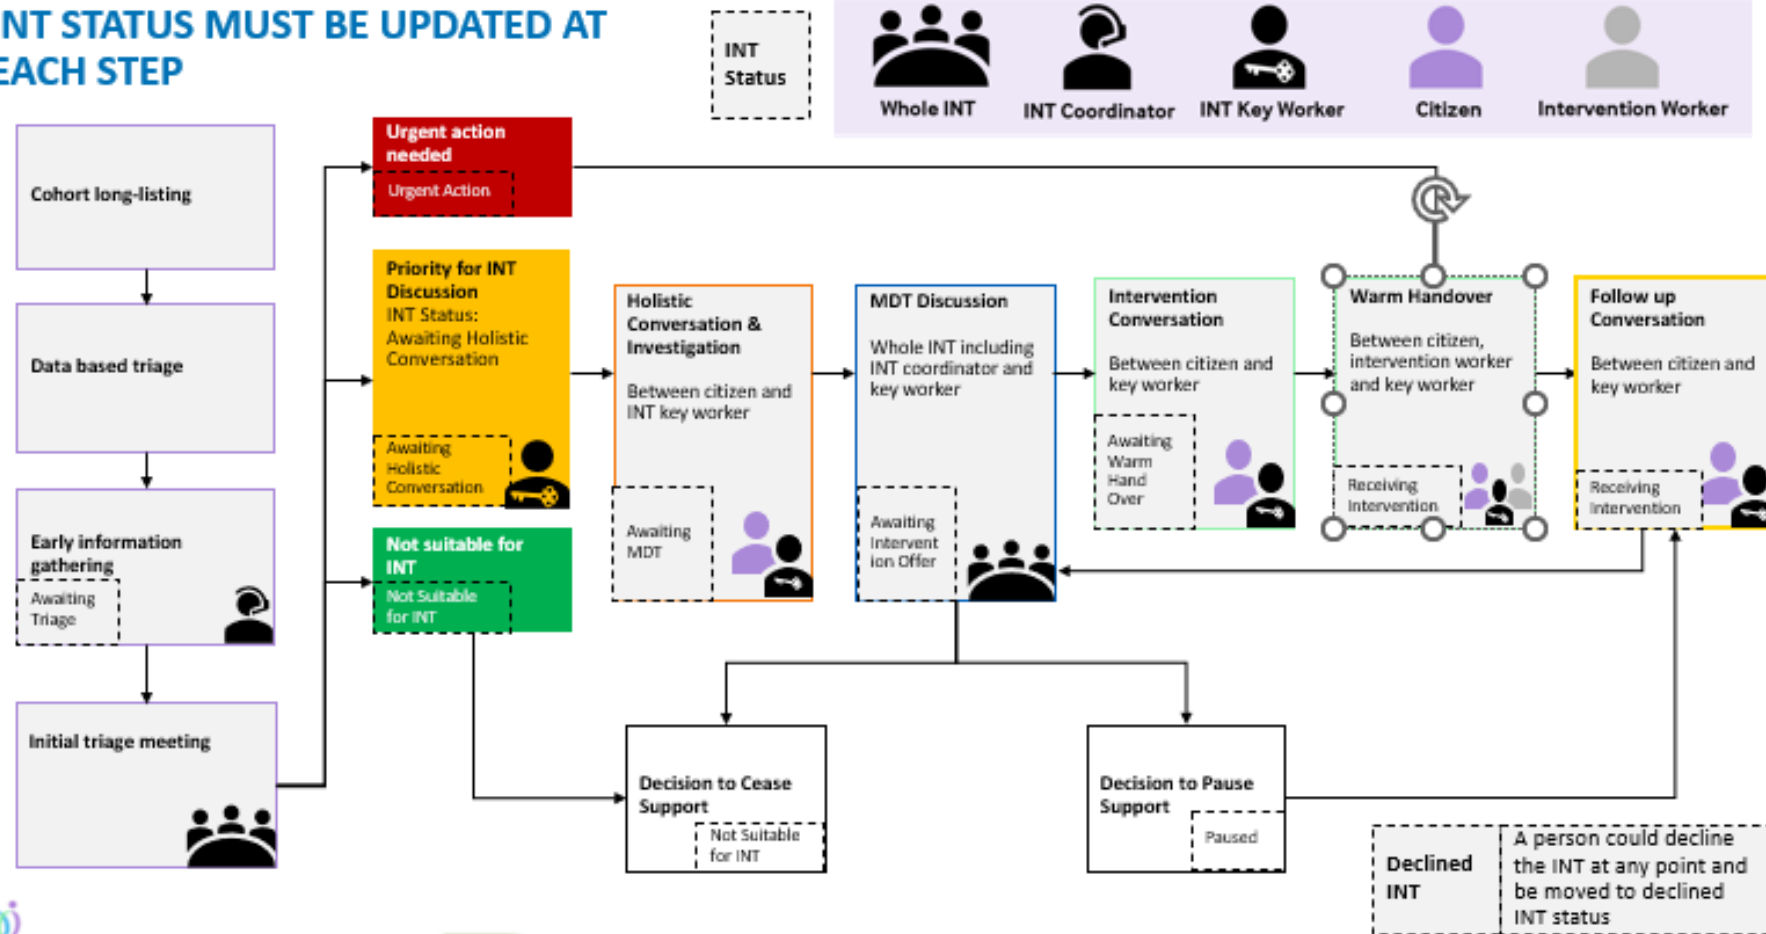 NT STATUS MUST BE UPDATED AT
EACH STEP
INT
Status
Whole INT
INT Coordinator
INT Key Worker
Citizen
Intervention Worker
Cohort long-listing
Data based triage
Early information
gathering
Awaiting
Triage
Initial triage meeting
Urgent action
needed
Urgent Action
Priority for INT
Discussion
INT Status:
Awaiting Holistic
Conversation
Awaiting
Holistic
Conversation
Not suitable for
INT
Not Suitable
for INT
Holistic
Conversation &
Investigation
Between citizen and
INT key worker
Awaiting
MDT
MDT Discussion
Whole INT including
INT coordinator and
key worker
Awaiting
Intervent
ion Offer
Intervention
Conversation
Between citizen and
key worker
Awaiting
Warm
Hand
Over
Warm Handover
Between citizen,
intervention worker
and key worker
Receiving
Intervention
Follow up
Conversation
Between citizen and
key worker
Receiving
Intervention
Decision to Cease
Support
Not Suitable
for INT
Decision to Pause
Support
Paused
Declined
INT
A person could decline
the INT at any point and
be moved to declined
INT status